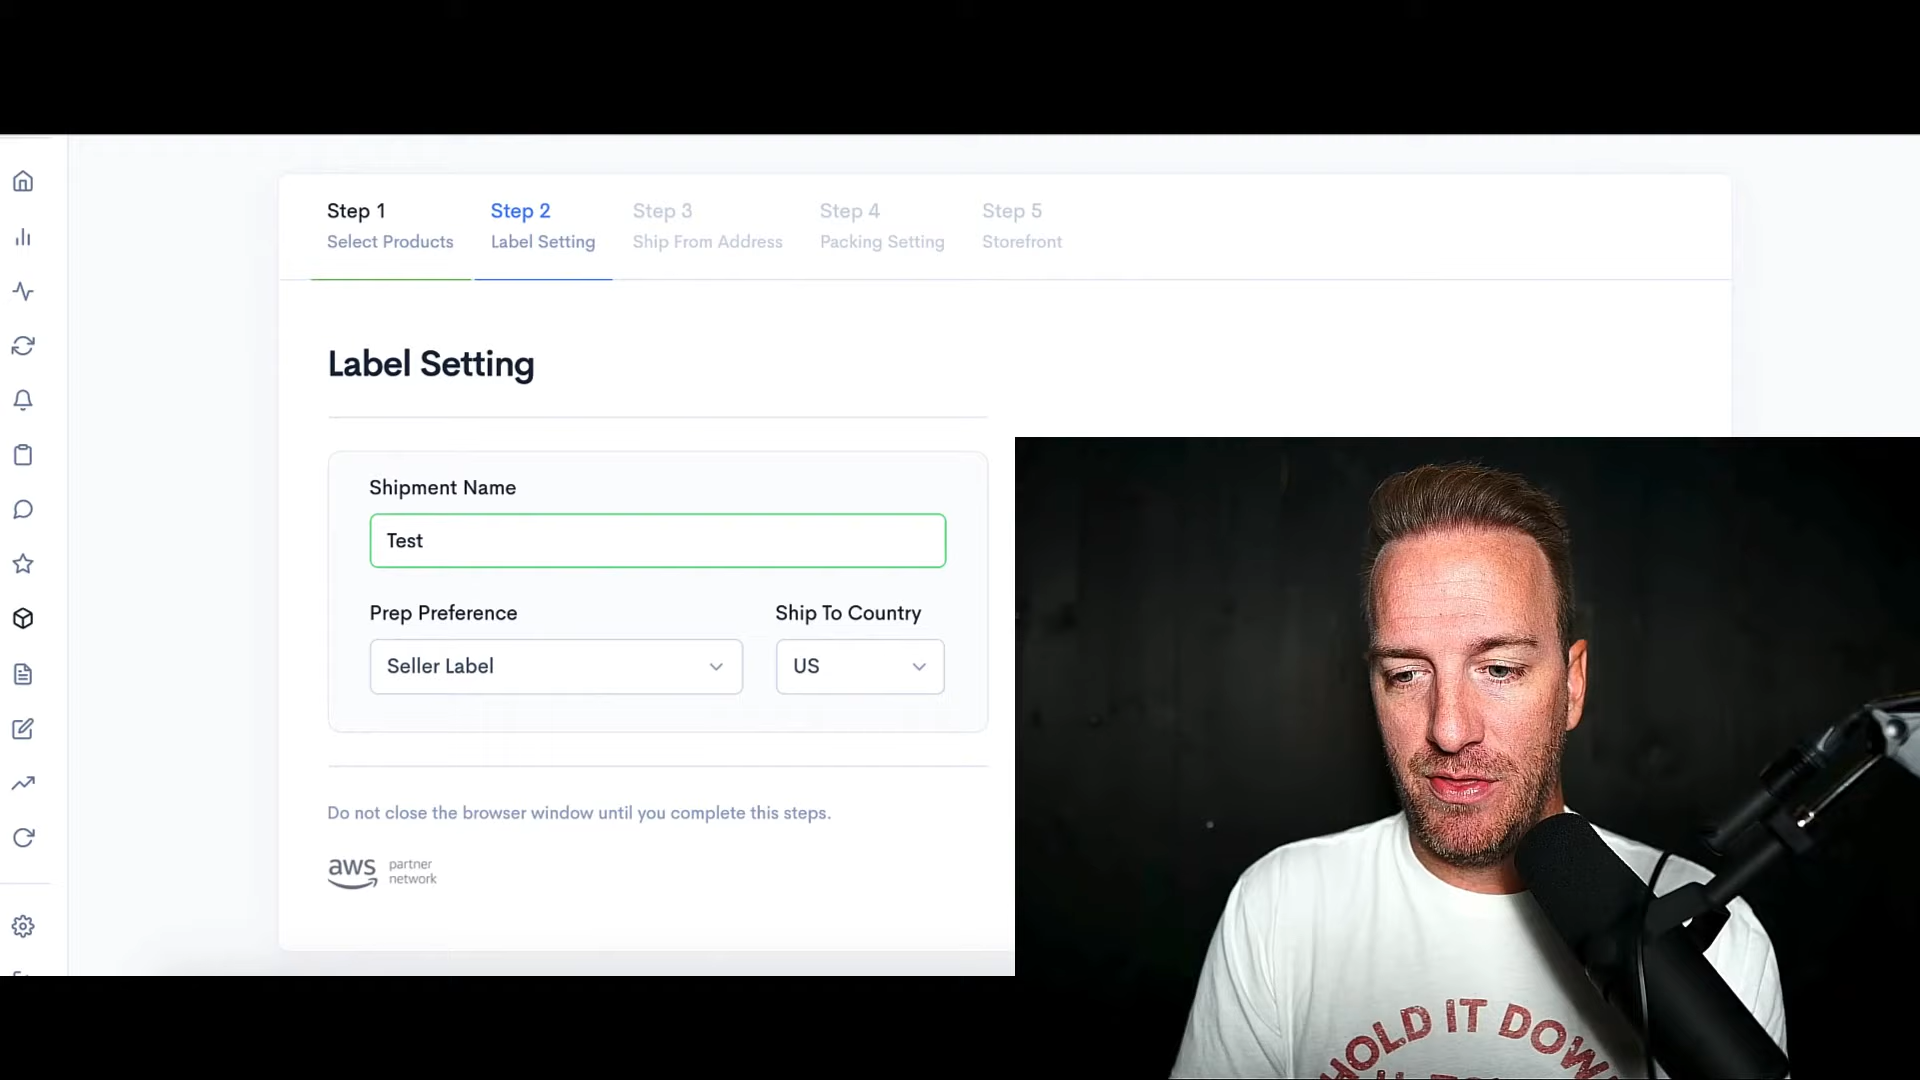 Step 1
Select Products
Step 2
Label Setting
Step 3
Ship From Address
Step 4
Packing Setting
Step 5
Storefront
Label Setting
Shipment Name
Test
Prep Preference
Ship To Country
Seller Label
US
Do not close the browser window until you complete this steps.
aws partner
network
HOLD IT DOWN